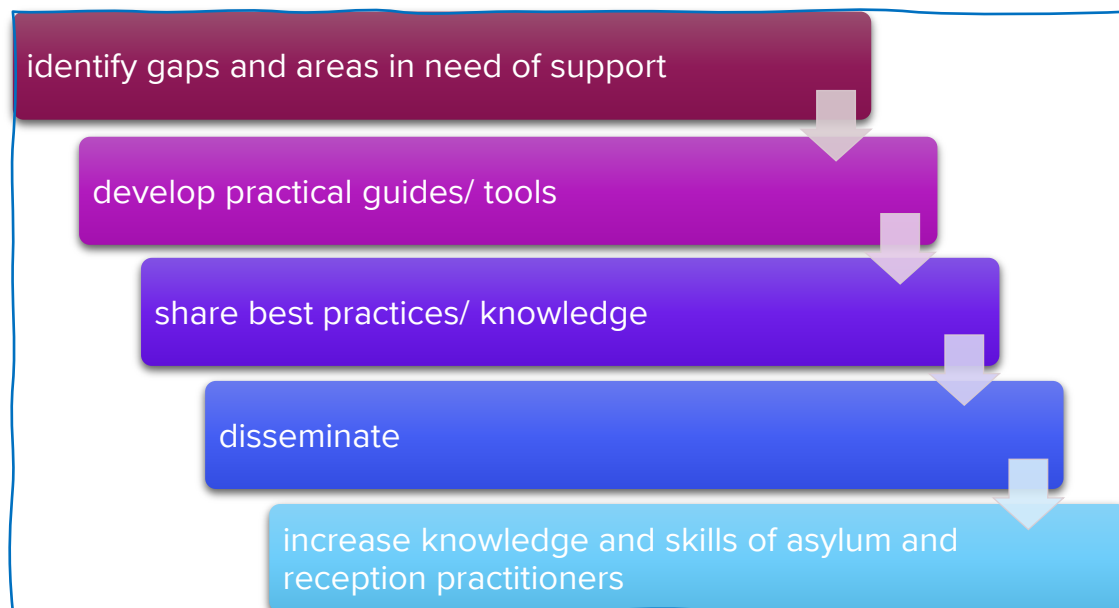 identify gaps and areas in need of support
develop practical guides/ tools
share best practices/ knowledge
disseminate
increase knowledge and skills of asylum and
reception practitioners